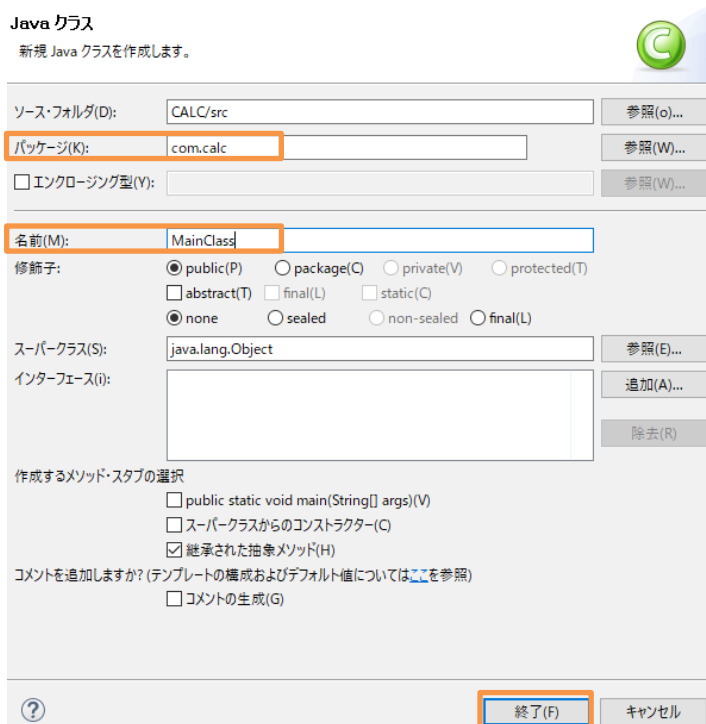 Java クラス
新規 Java クラスを作成します。
ソース・フォルダ(D): CALC/src 参照(o)...
パッケージ(K): com.calc 参照(W)...
エンクロージング型(Y): 参照(W)...
名前(M): MainClass
修飾子: public(P) package(C) private(V) protected(T)
abstract(T) final(L) static(C)
none sealed non-sealed final(L)
スーパークラス(S): java.lang.Object 参照(E)...
インターフェース(i): 追加(A)...
除去(R)
作成するメソッド・スタブの選択
public static void main(String[] args)(V)
スーパークラスからのコンストラクター(C)
継承された抽象メソッド(H)
コメントを追加しますか? (テンプレートの構成およびデフォルト値についてはここを参照)
コメントの生成(G)
? 終了(F) キャンセル